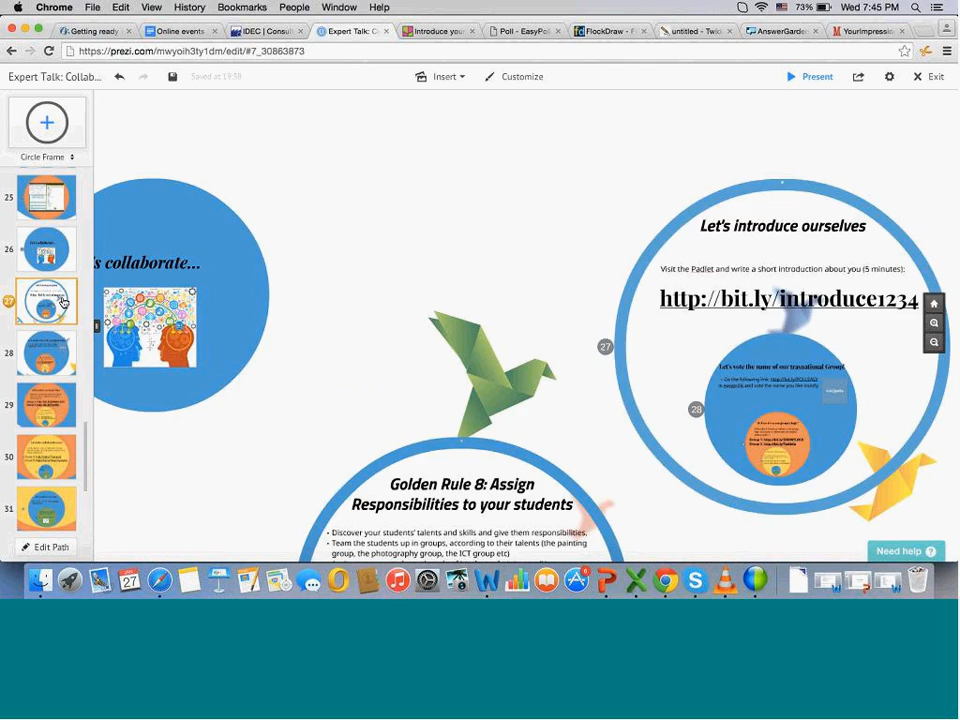 Chrome File Edit View History Bookmarks People Window Help 73% Wed 7:45 PM
Getting ready Online events IDEC | Consult Expert Talk: C Introduce your Poll - EasyPol FlockDraw - F untitled - Twid AnswerGarden YourImpressio
https://prezi.com/mwyoih3ty1dm/edit/#7_30863873
Expert Talk: Collab... Saved at 19:38 Insert Customize Present Exit
Circle Frame
25
26
27
28
29
30
31
Edit Path
's collaborate...
Golden Rule 8: Assign
Responsibilities to your students
• Discover your students' talents and skills and give them responsibilities.
• Team the students up in groups, according to their talents (the painting
group, the photography group, the ICT group etc)
Let's introduce ourselves
Visit the Padlet and write a short introduction about you (5 minutes):
http://bit.ly/introduce1234
27
Let's vote the name of our trasnational Group!
28
Need help ?